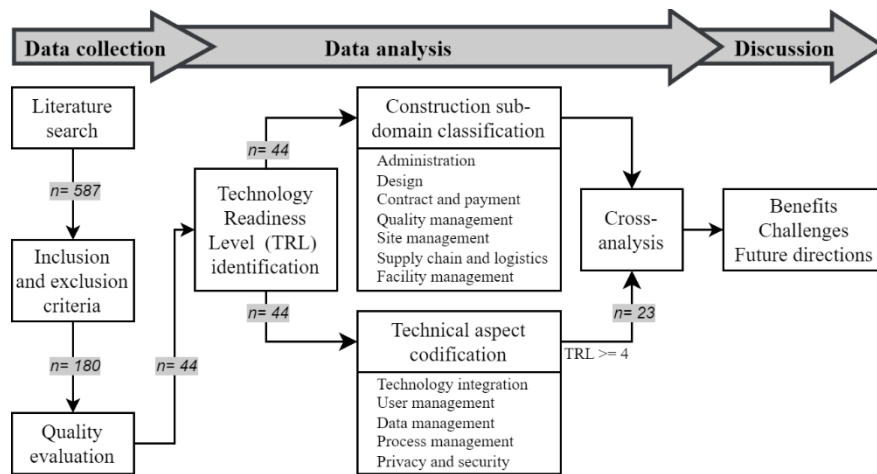 Data collection
Data analysis
Discussion
Literature
search
n= 587
Inclusion
and exclusion
criteria
n= 180
Quality
evaluation
n= 44
Technology
Readiness
Level (TRL)
identification
n= 44
n= 44
Construction sub-
domain classification
Administration
Design
Contract and payment
Quality management
Site management
Supply chain and logistics
Facility management
Technical aspect
codification
Technology integration
User management
Data management
Process management
Privacy and security
TRL >= 4
n= 23
Cross-
analysis
Benefits
Challenges
Future directions